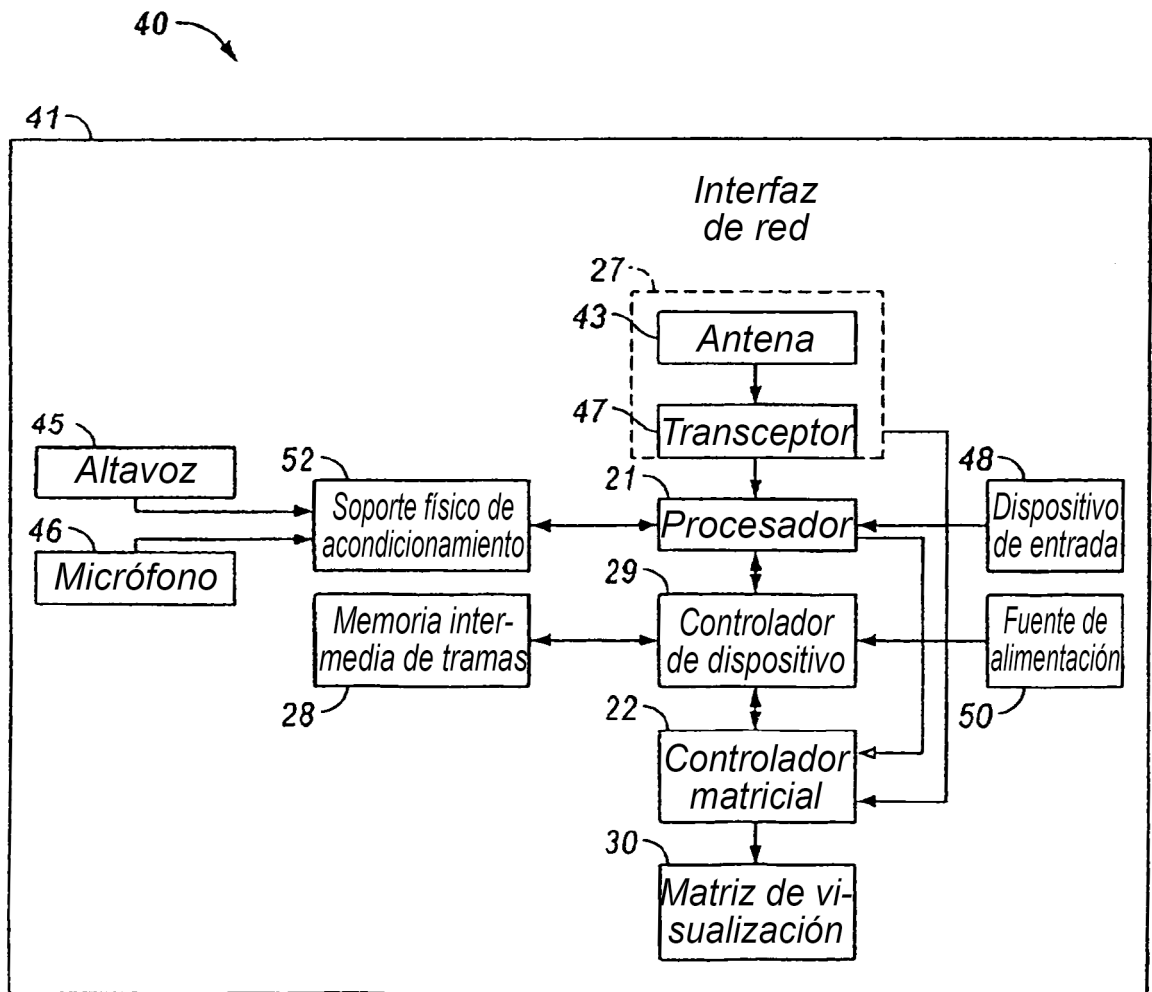 40
41
Interfaz
de red
27
43
Antena
47
Transceptor
45
Altavoz
46
Micrófono
52
Soporte físico de
acondicionamiento
21
Procesador
48
Dispositivo
de entrada
29
Controlador
de dispositivo
Memoria inter-
media de tramas
28
Fuente de
alimentación
50
22
Controlador
matricial
30
Matriz de vi-
sualización